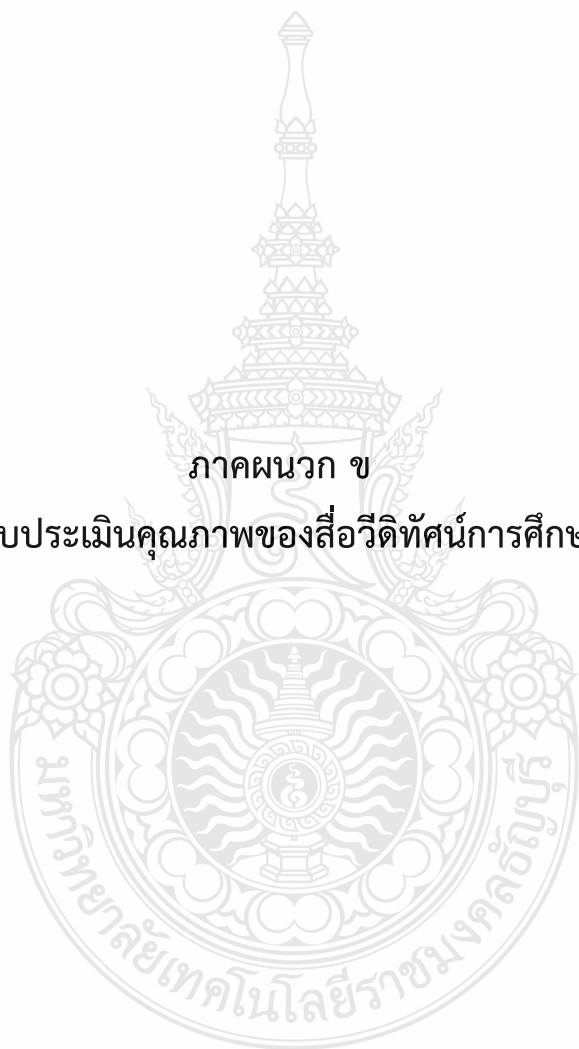 ภาคผนวก ข
บประเมินคุณภาพของสื่อวีดิทัศน์การศึกษ
มหาวิทยาลัยเทคโนโลยีราชมงคลธัญบุรี